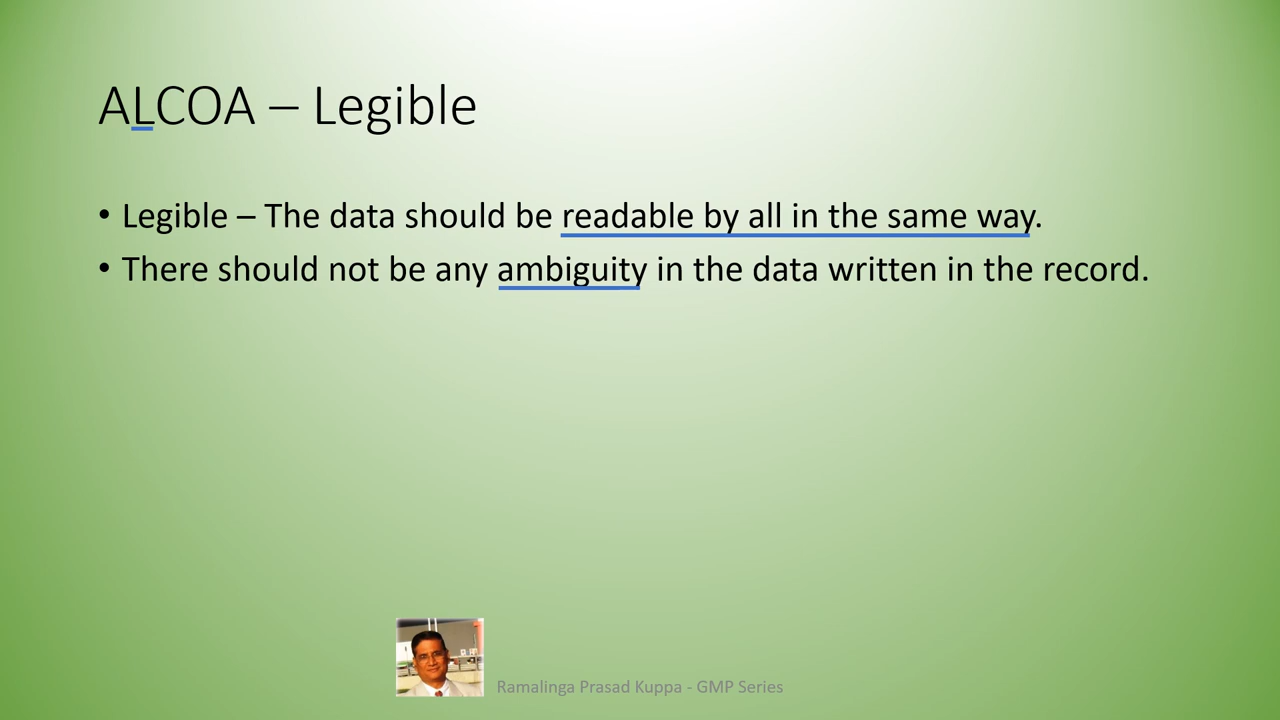 ALCOA – Legible
• Legible – The data should be readable by all in the same way.
• There should not be any ambiguity in the data written in the record.
Ramalinga Prasad Kuppa - GMP Series